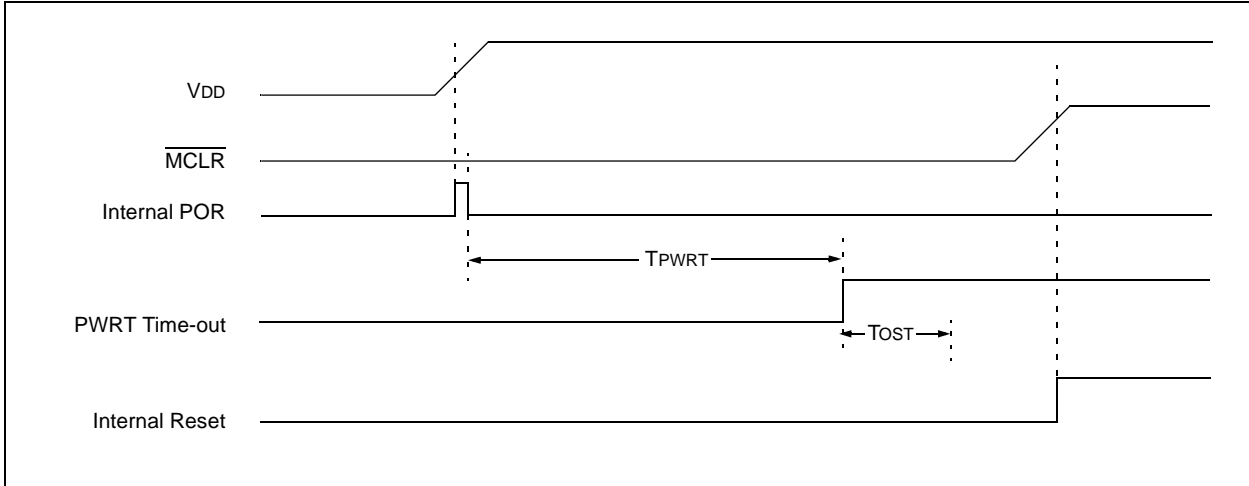 VDD
MCLR
Internal POR
TPWRT
PWRT Time-out
TOST
Internal Reset